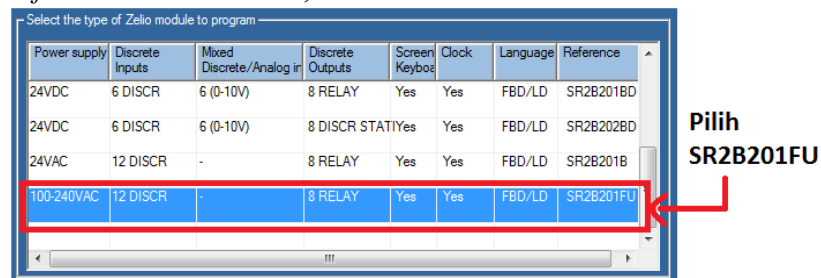 Select the type of Zelio module to program
Power supply Discrete Inputs Mixed Discrete/Analog in Discrete Outputs Screen Keyboa Clock Language Reference
24VDC 6 DISCR 6 (0-10V) 8 RELAY Yes Yes FBD/LD SR2B201BD
24VDC 6 DISCR 6 (0-10V) 8 DISCR STATI Yes Yes FBD/LD SR2B202BD
24VAC 12 DISCR - 8 RELAY Yes Yes FBD/LD SR2B201B
100-240VAC 12 DISCR - 8 RELAY Yes Yes FBD/LD SR2B201FU
Pilih
SR2B201FU